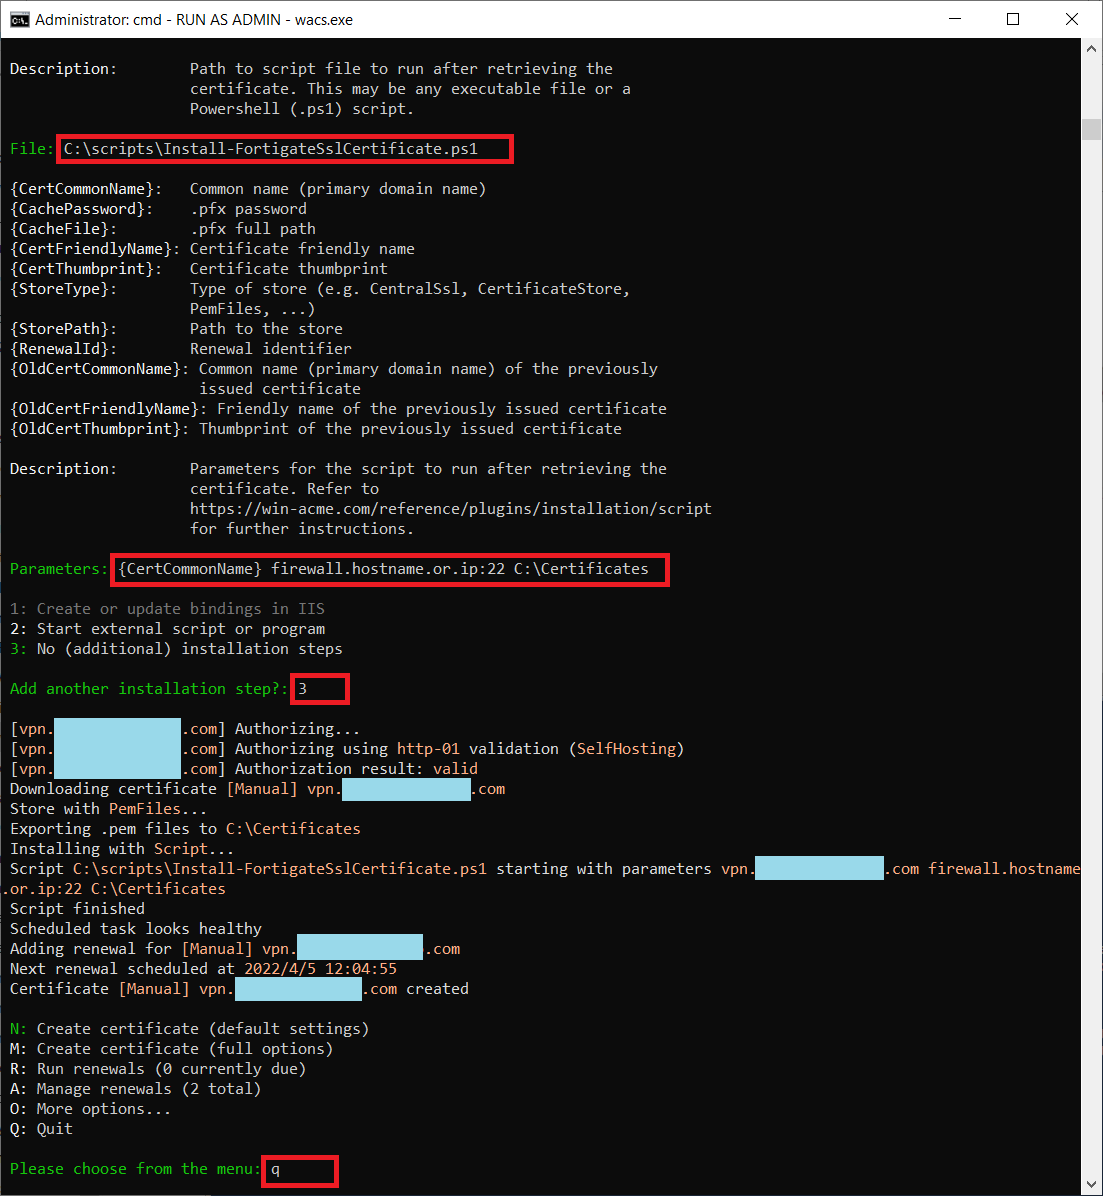 Administrator: cmd - RUN AS ADMIN - wacs.exe
Description: Path to script file to run after retrieving the
certificate. This may be any executable file or a
Powershell (.ps1) script.
File: C:\scripts\Install-FortigateSslCertificate.ps1
{CertCommonName}: Common name (primary domain name)
{CachePassword}: .pfx password
{CacheFile}: .pfx full path
{CertFriendlyName}: Certificate friendly name
{CertThumbprint}: Certificate thumbprint
{StoreType}: Type of store (e.g. CentralSsl, CertificateStore,
PemFiles, ...)
{StorePath}: Path to the store
{RenewalId}: Renewal identifier
{OldCertCommonName}: Common name (primary domain name) of the previously
issued certificate
{OldCertFriendlyName}: Friendly name of the previously issued certificate
{OldCertThumbprint}: Thumbprint of the previously issued certificate
Description: Parameters for the script to run after retrieving the
certificate. Refer to
https://win-acme.com/reference/plugins/installation/script
for further instructions.
Parameters: {CertCommonName} firewall.hostname.or.ip:22 C:\Certificates
1: Create or update bindings in IIS
2: Start external script or program
3: No (additional) installation steps
Add another installation step?: 3
[vpn. .com] Authorizing...
[vpn. .com] Authorizing using http-01 validation (SelfHosting)
[vpn. .com] Authorization result: valid
Downloading certificate [Manual] vpn. .com
Store with PemFiles...
Exporting .pem files to C:\Certificates
Installing with Script...
Script C:\scripts\Install-FortigateSslCertificate.ps1 starting with parameters vpn. .com firewall.hostname
.or.ip:22 C:\Certificates
Script finished
Scheduled task looks healthy
Adding renewal for [Manual] vpn. .com
Next renewal scheduled at 2022/4/5 12:04:55
Certificate [Manual] vpn. .com created
N: Create certificate (default settings)
M: Create certificate (full options)
R: Run renewals (0 currently due)
A: Manage renewals (2 total)
O: More options...
Q: Quit
Please choose from the menu: q